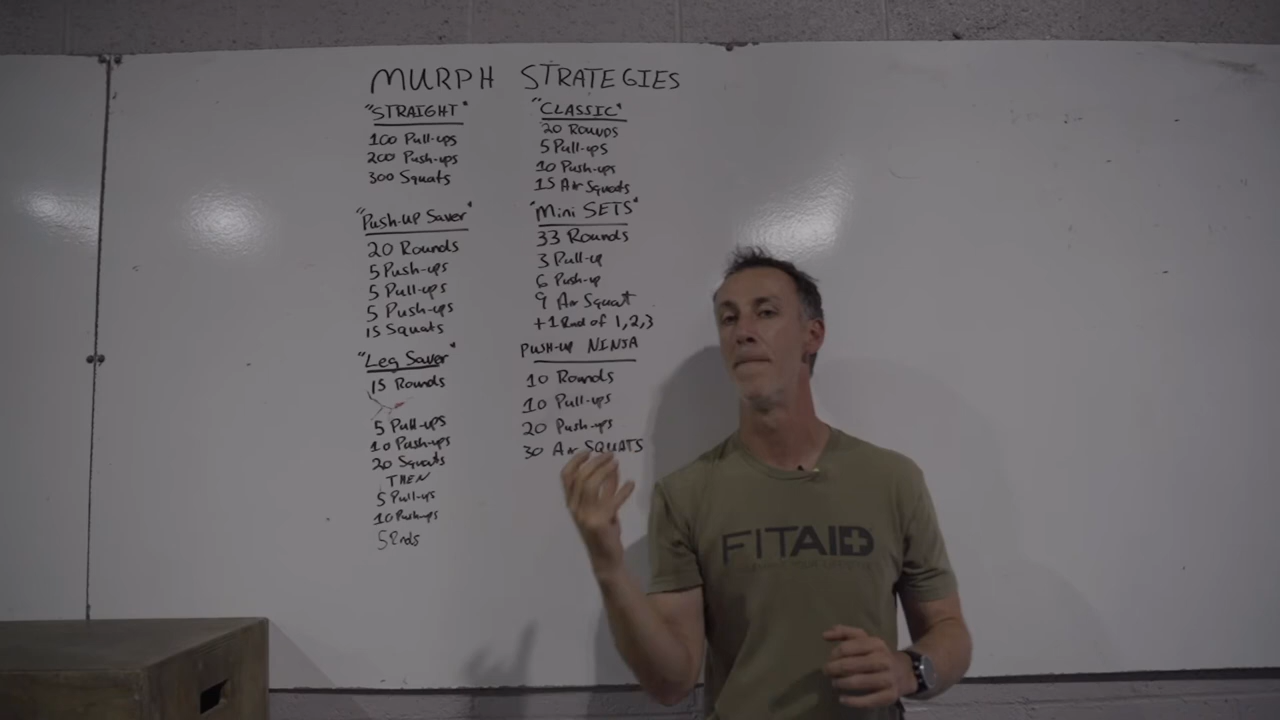 MURPH STRATEGIES
"STRAIGHT"
100 Pull-ups
200 Push-ups
300 Squats
"Push-up Saver"
20 Rounds
5 Push-ups
5 Pull-ups
5 Push-ups
15 Squats
"Leg Saver"
15 Rounds
5 Pull-ups
10 Push-ups
20 Squats
THEN
5 Pull-ups
10 Push-ups
5 Rnds
"CLASSIC"
20 Rounds
5 Pull-ups
10 Push-ups
15 Air Squats
"Mini SETS"
33 Rounds
3 Pull-up
6 Push-up
9 Air Squat
+1 Rnd of 1,2,3
PUSH-UP NINJA
10 Rounds
10 Pull-ups
20 Push-ups
30 Air SQUATS
FITAID